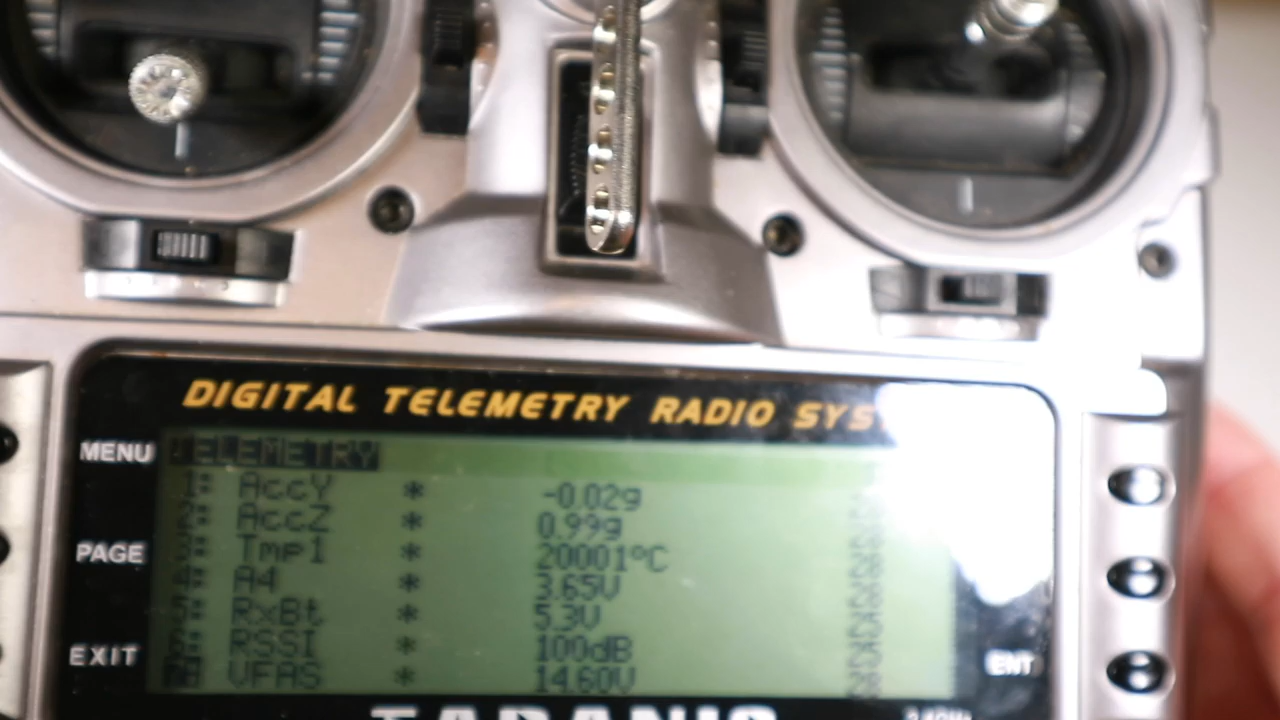 DIGITAL TELEMETRY RADIO SYS
MENU
TELEMETRY
1: AccY * -0.02g
2: AccZ * 0.99g
PAGE
3: Tmp1 * 20001°C
4: A4 * 3.65V
5: RxBt * 5.3V
EXIT
6: RSSI * 100dB
ENT
VFAS * 14.60V
TARANIS